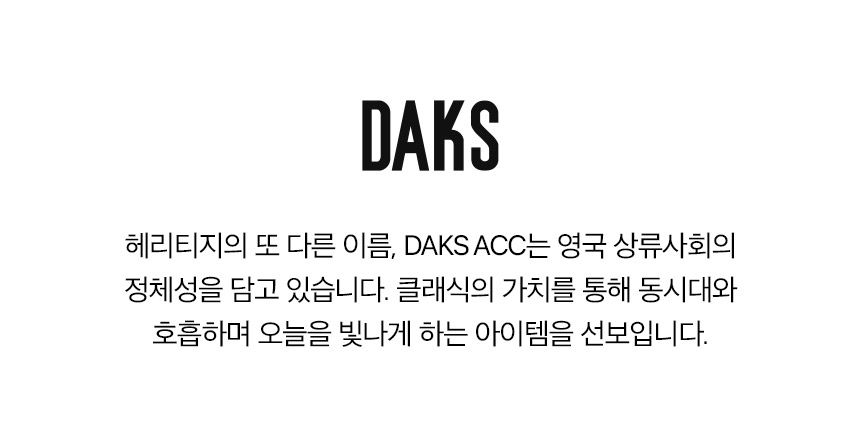 DAKS
헤리티지의 또 다른 이름, DAKS ACC는 영국 상류사회의
정체성을 담고 있습니다. 클래식의 가치를 통해 동시대와
호흡하며 오늘을 빛나게 하는 아이템을 선보입니다.